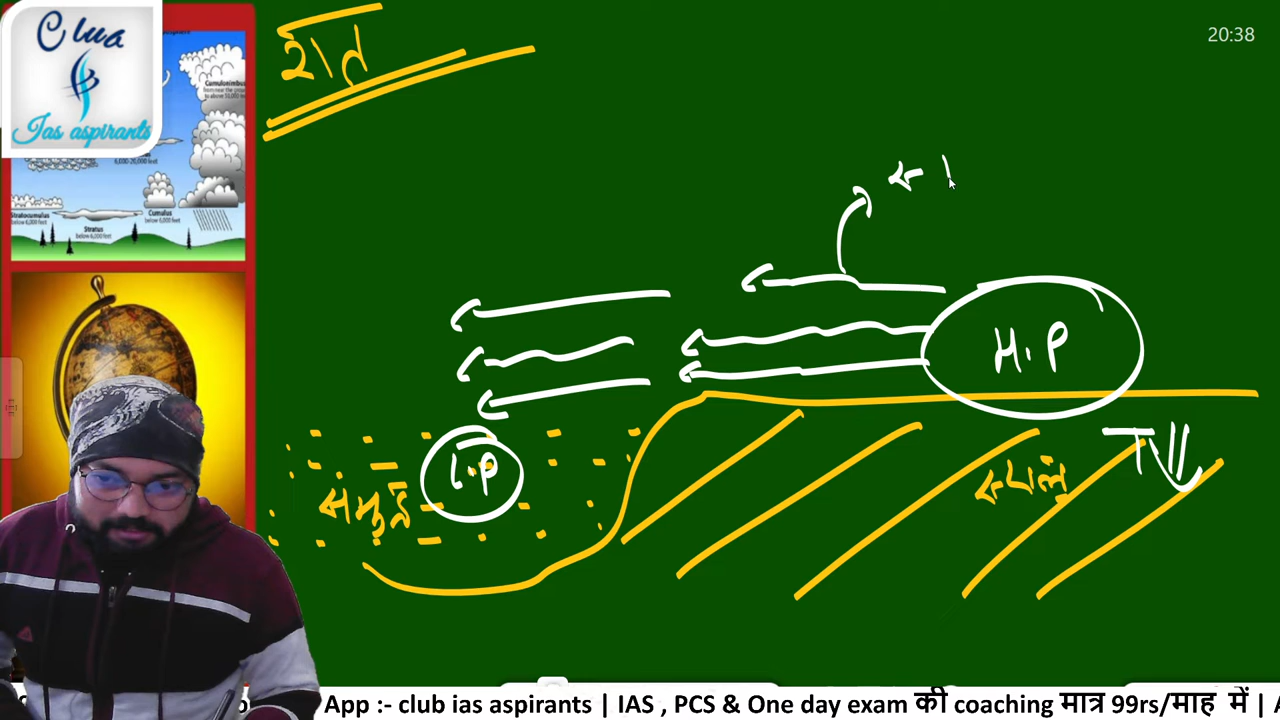 Clua
Ias aspirants
Cumulonimbus
Stratocumulus
Cumulus
Stratus
20:38
रात
H.P
L.P
समुद्र
स्थल
T
App :- club ias aspirants | IAS , PCS & One day exam की coaching मात्र 99rs/माह में |